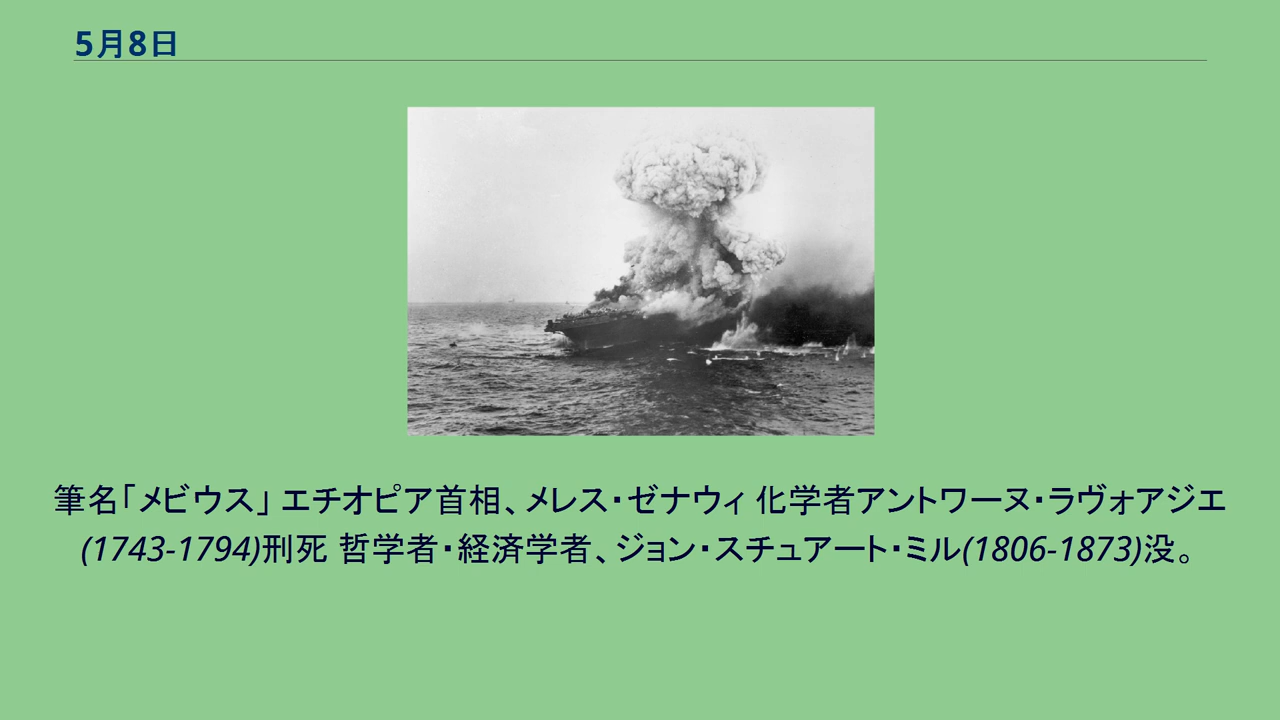 5月8日
筆名「メビウス」 エチオピア首相、メレス・ゼナウィ 化学者アントワーヌ・ラヴォアジエ
(1743-1794)刑死 哲学者・経済学者、ジョン・スチュアート・ミル(1806-1873)没。